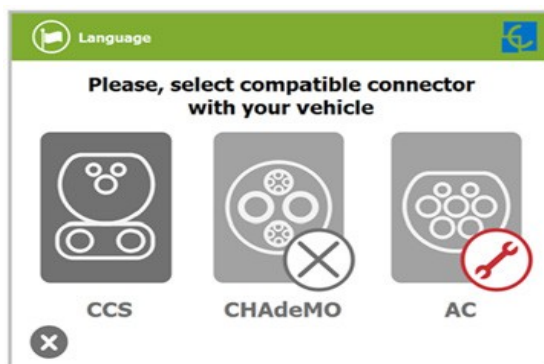 Language
Please, select compatible connector
with your vehicle
CCS
CHAdeMO
AC